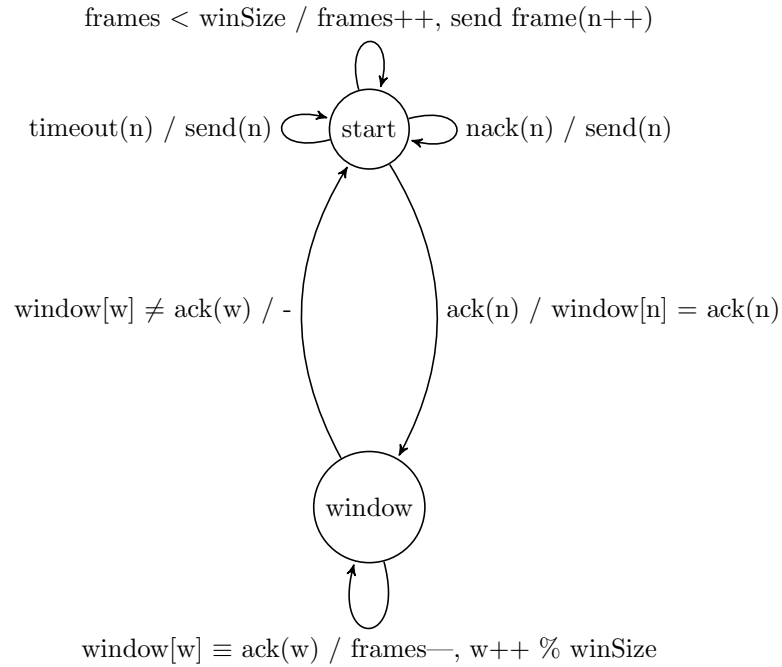 frames < winSize / frames++, send frame(n++)
timeout(n) / send(n)
start
nack(n) / send(n)
window[w] ≠ ack(w) / -
ack(n) / window[n] = ack(n)
window
window[w] ≡ ack(w) / frames—, w++ % winSize